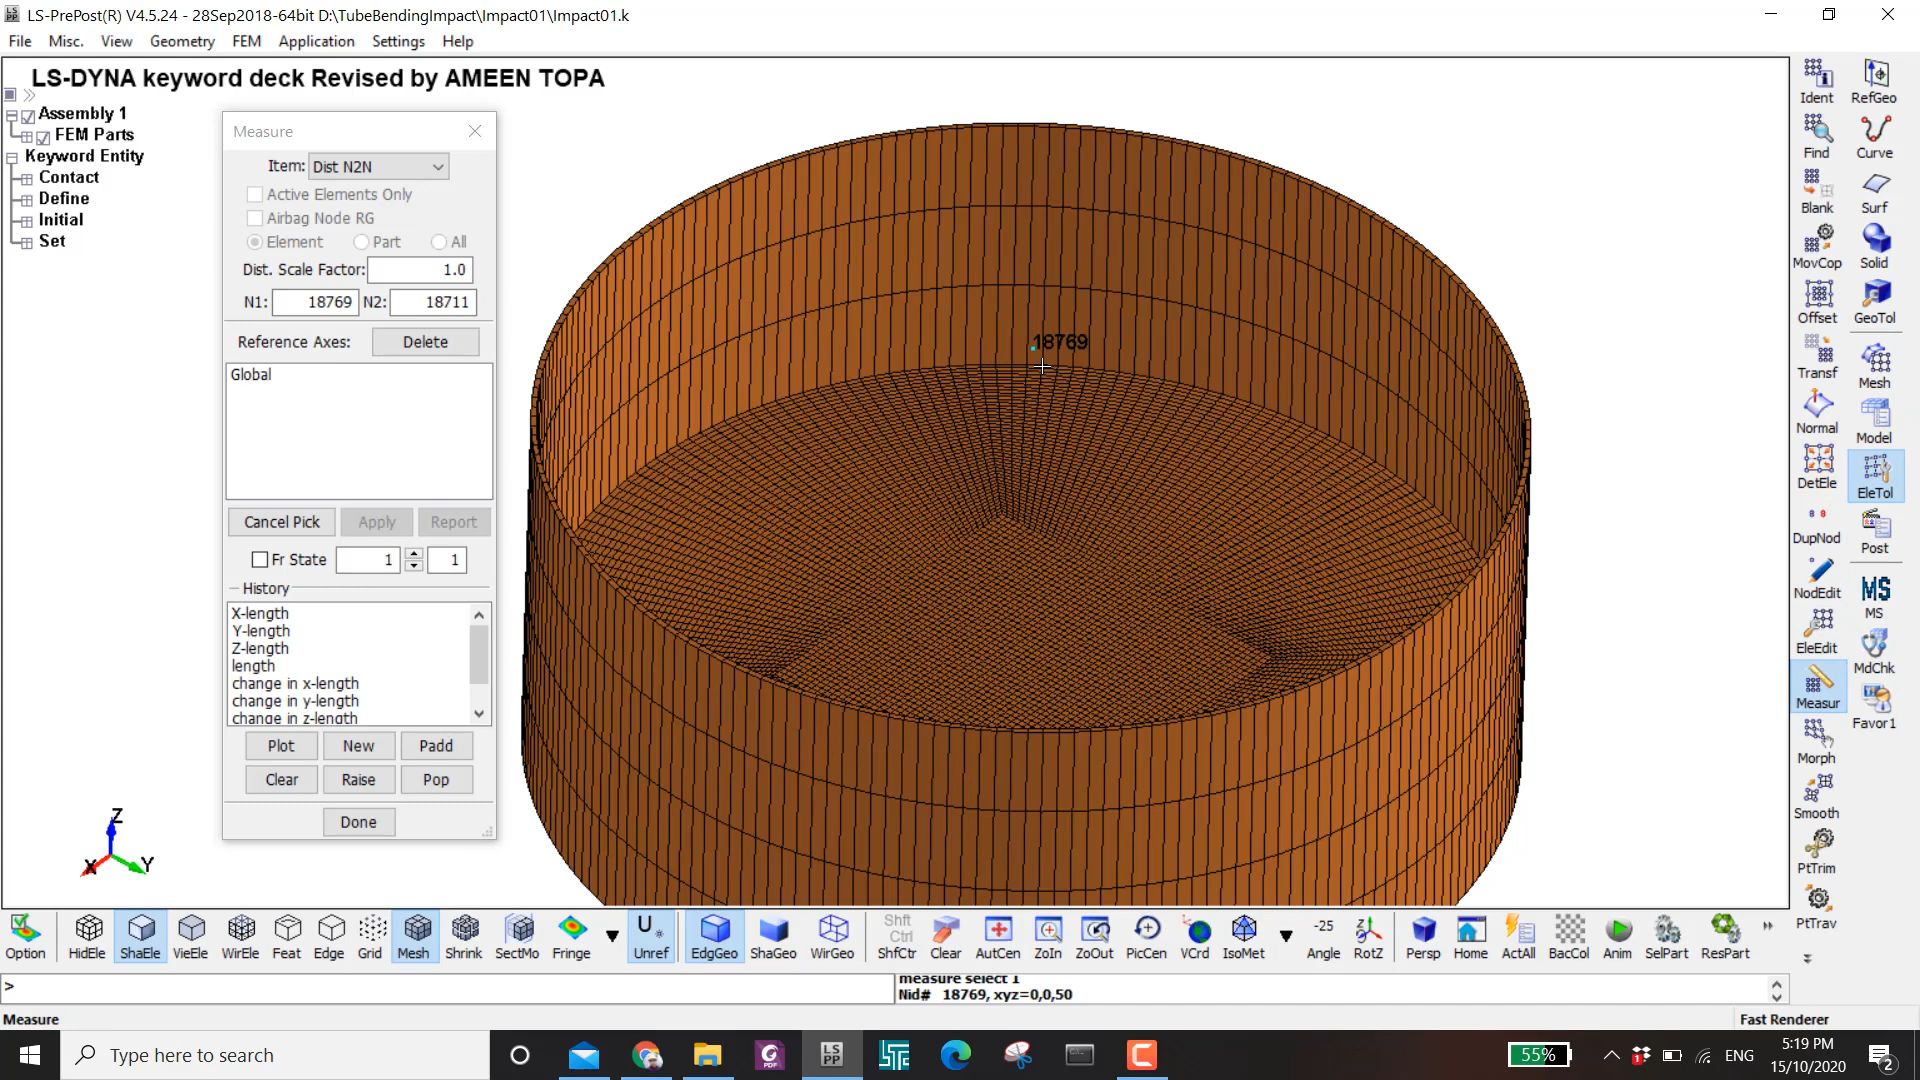 LS-PrePost(R) V4.5.24 - 28Sep2018-64bit D:\TubeBendingImpact\Impact01\Impact01.k
File Misc. View Geometry FEM Application Settings Help
LS-DYNA keyword deck Revised by AMEEN TOPA
Assembly 1
FEM Parts
Keyword Entity
Contact
Define
Initial
Set
Measure
Item: Dist N2N
Active Elements Only
Airbag Node RG
Element Part All
Dist. Scale Factor: 1.0
N1: 18769 N2: 18711
Reference Axes: Delete
Global
Cancel Pick Apply Report
Fr State 1 1
History
X-length
Y-length
Z-length
length
change in x-length
change in y-length
change in z-length
Plot New Padd
Clear Raise Pop
Done
18769
Z
X Y
Ident RefGeo
Find Curve
Blank Surf
MovCop Solid
Offset GeoTol
Transf Mesh
Normal Model
DetEle EleTol
DupNod Post
NodEdit MS
MS
EleEdit MdChk
Measur Favor1
Morph
Smooth
PtTrim
PtTrav
Option HidEle ShaEle VieEle WirEle Feat Edge Grid Mesh Shrink SectMo Fringe U Unref EdgGeo ShaGeo WirGeo Shft Ctrl ShfCtr Clear AutCen ZoIn ZoOut PicCen VCrd IsoMet -25 Angle RotZ Persp Home ActAll BacCol Anim SelPart ResPart
>
measure select 1
Nid# 18769, xyz=0,0,50
Measure
Fast Renderer
Type here to search
PDF
LS
PP
55%
1
ENG
5:19 PM
15/10/2020
2